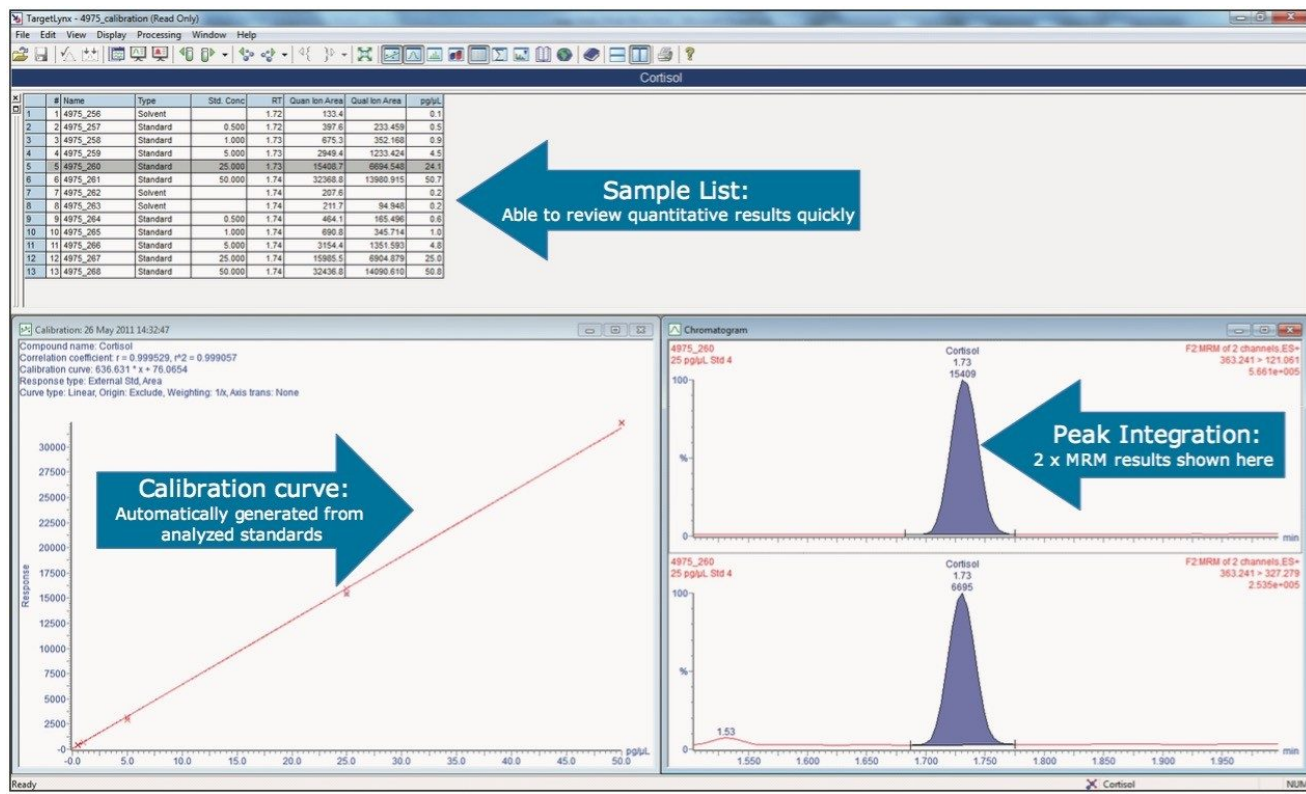 TargetLynx - 4975_calibration (Read Only)
File Edit View Display Processing Window Help
Cortisol
# Name Type Std. Conc RT Quan Ion Area Qual Ion Area pg/µL
1 1 4975_256 Solvent 1.72 133.4 0.1
2 2 4975_257 Standard 0.500 1.72 397.6 233.459 0.5
3 3 4975_258 Standard 1.000 1.73 675.3 352.168 0.9
4 4 4975_259 Standard 5.000 1.73 2949.4 1233.424 4.5
5 5 4975_260 Standard 25.000 1.73 15408.7 6694.548 24.1
6 6 4975_261 Standard 50.000 1.74 32368.8 13980.915 50.7
7 7 4975_262 Solvent 1.74 207.6 0.2
8 8 4975_263 Solvent 1.74 211.7 94.948 0.2
9 9 4975_264 Standard 0.500 1.74 464.1 165.496 0.6
10 10 4975_265 Standard 1.000 1.74 690.8 345.714 1.0
11 11 4975_266 Standard 5.000 1.74 3154.4 1351.593 4.8
12 12 4975_267 Standard 25.000 1.74 15985.5 6904.879 25.0
13 13 4975_268 Standard 50.000 1.74 32436.8 14090.610 50.8
Sample List:
Able to review quantitative results quickly
Calibration: 26 May 2011 14:32:47
Compound name: Cortisol
Correlation coefficient: r = 0.999529, r^2 = 0.999057
Calibration curve: 636.631 * x + 76.0654
Response type: External Std, Area
Curve type: Linear, Origin: Exclude, Weighting: 1/x, Axis trans: None
30000
27500
25000
22500
20000
17500
15000
12500
10000
7500
5000
2500
-0
Response
-0.0 5.0 10.0 15.0 20.0 25.0 30.0 35.0 40.0 45.0 50.0 pg/µL
Calibration curve:
Automatically generated from
analyzed standards
Chromatogram
4975_260 Cortisol F2:MRM of 2 channels,ES+
25 pg/µL Std 4 1.73 363.241 > 121.061
15409 5.661e+005
100
%
0
min
Peak Integration:
2 x MRM results shown here
4975_260 Cortisol F2:MRM of 2 channels,ES+
25 pg/µL Std 4 1.73 363.241 > 327.279
6695 2.535e+005
100
%
1.53
0
min
1.550 1.600 1.650 1.700 1.750 1.800 1.850 1.900 1.950
Ready Cortisol NUM